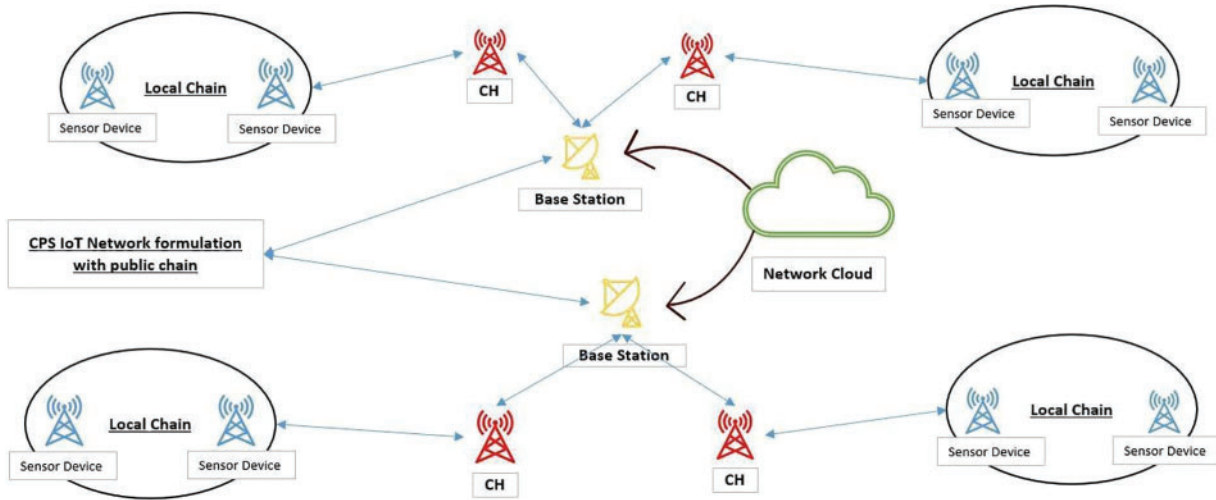 Local Chain
Sensor Device
Sensor Device
CH
CH
Local Chain
Sensor Device
Sensor Device
Base Station
CPS IoT Network formulation
with public chain
Network Cloud
Base Station
Local Chain
Sensor Device
Sensor Device
CH
CH
Local Chain
Sensor Device
Sensor Device